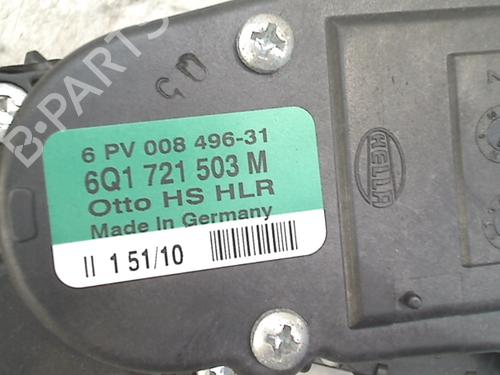 B-PARTS
GD
HELLA
6 PV 008 496-31
6Q1 721 503 M
Otto HS HLR
Made In Germany
II 1 51/10